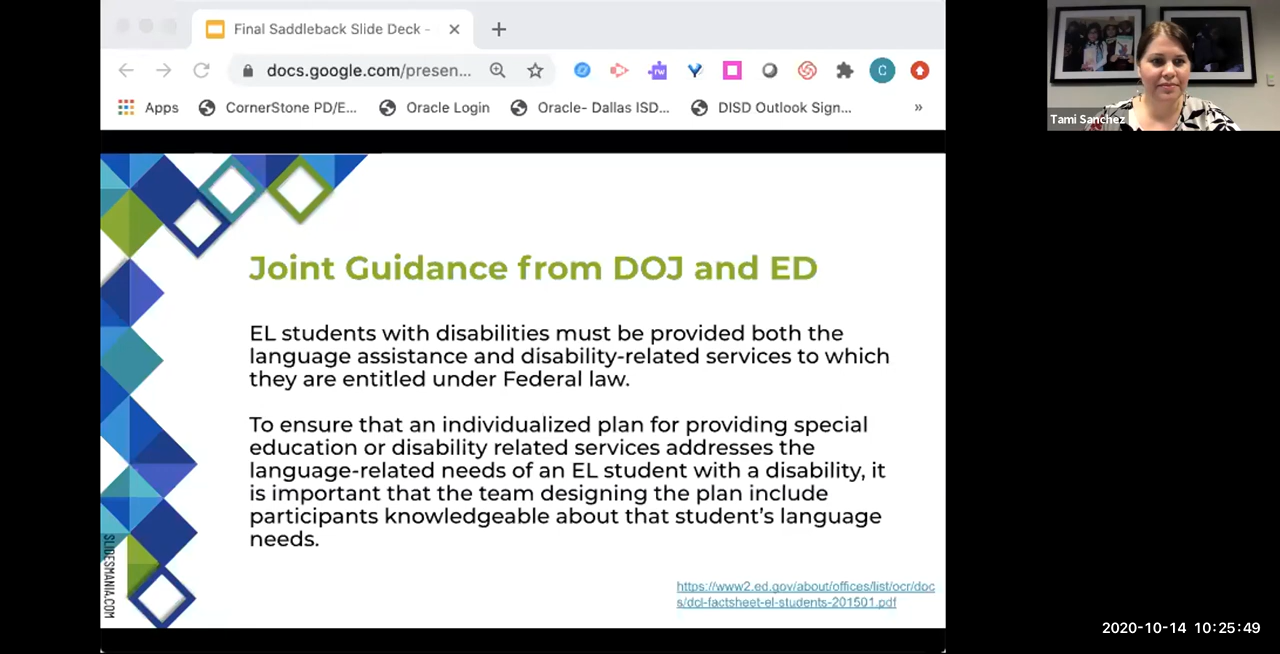 Final Saddleback Slide Deck -
docs.google.com/presen...
C
Apps
CornerStone PD/E...
Oracle Login
Oracle- Dallas ISD...
DISD Outlook Sign...
»
Tami Sanchez
Joint Guidance from DOJ and ED
EL students with disabilities must be provided both the
language assistance and disability-related services to which
they are entitled under Federal law.
To ensure that an individualized plan for providing special
education or disability related services addresses the
language-related needs of an EL student with a disability, it
is important that the team designing the plan include
participants knowledgeable about that student’s language
needs.
https://www2.ed.gov/about/offices/list/ocr/doc
s/dcl-factsheet-el-students-201501.pdf
SLIDESMANIA.COM
2020-10-14 10:25:49